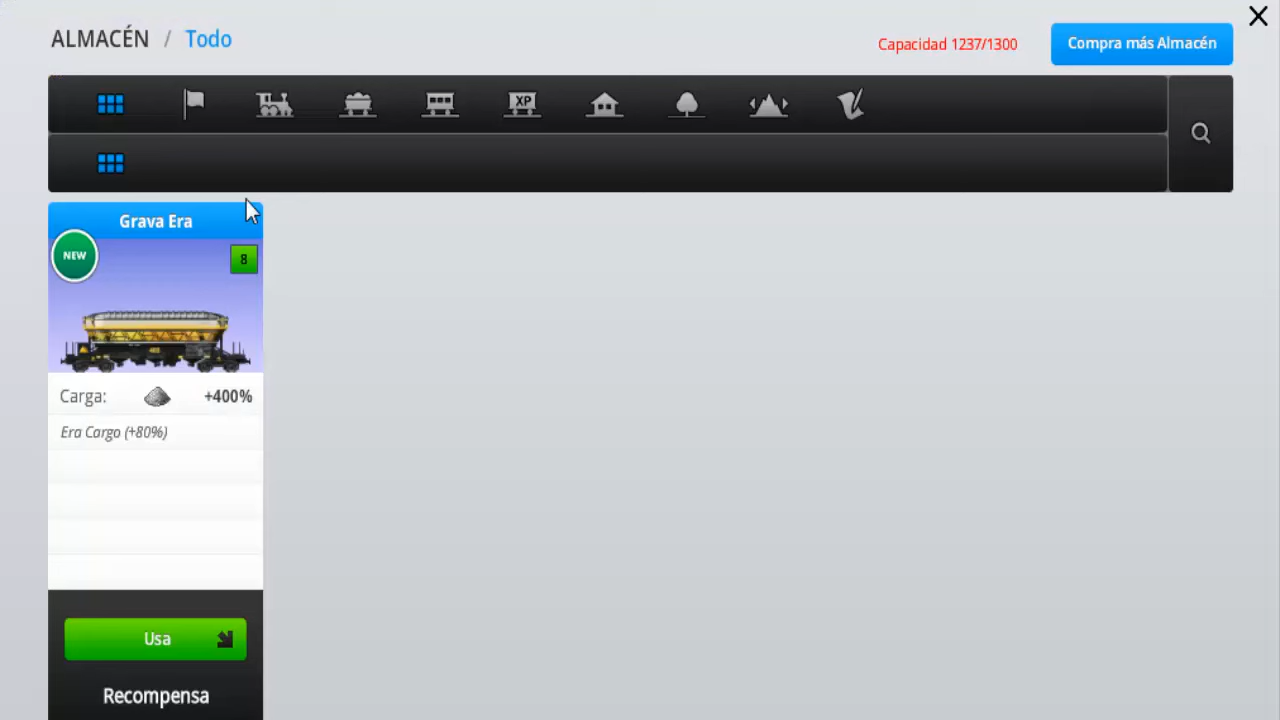 ALMACÉN / Todo
Capacidad 1237/1300
Compra más Almacén
XP
Grava Era
NEW
8
Carga: +400%
Era Cargo (+80%)
Usa
Recompensa